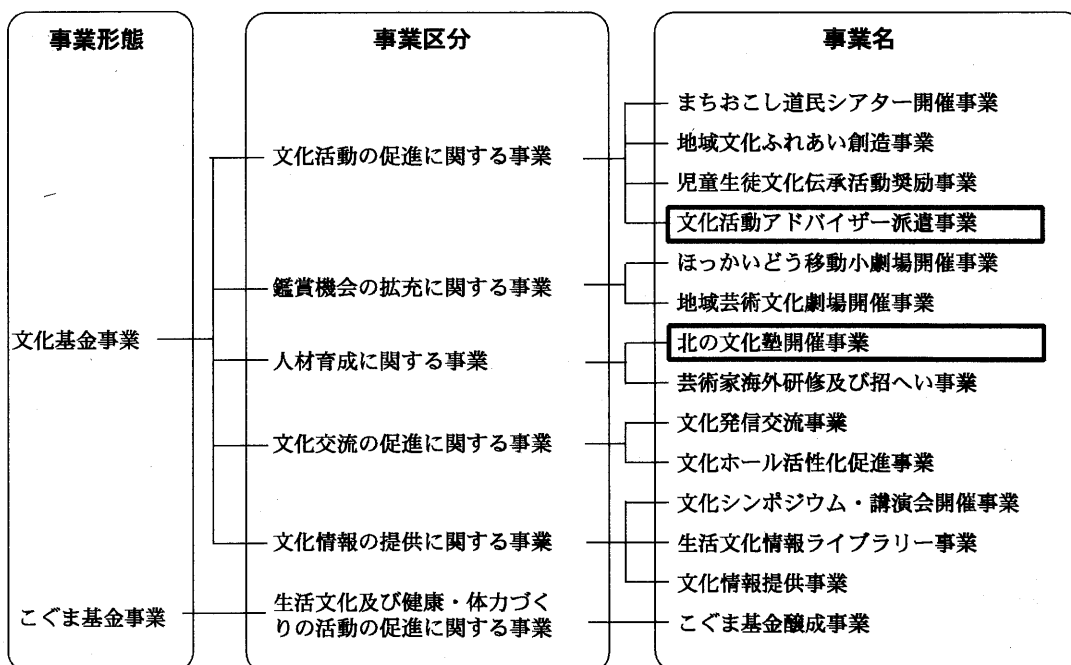 事業形態
事業区分
事業名
文化基金事業
こぐま基金事業
文化活動の促進に関する事業
鑑賞機会の拡充に関する事業
人材育成に関する事業
文化交流の促進に関する事業
文化情報の提供に関する事業
生活文化及び健康・体力づく
りの活動の促進に関する事業
まちおこし道民シアター開催事業
地域文化ふれあい創造事業
児童生徒文化伝承活動奨励事業
文化活動アドバイザー派遣事業
ほっかいどう移動小劇場開催事業
地域芸術文化劇場開催事業
北の文化塾開催事業
芸術家海外研修及び招へい事業
文化発信交流事業
文化ホール活性化促進事業
文化シンポジウム・講演会開催事業
生活文化情報ライブラリー事業
文化情報提供事業
こぐま基金醸成事業